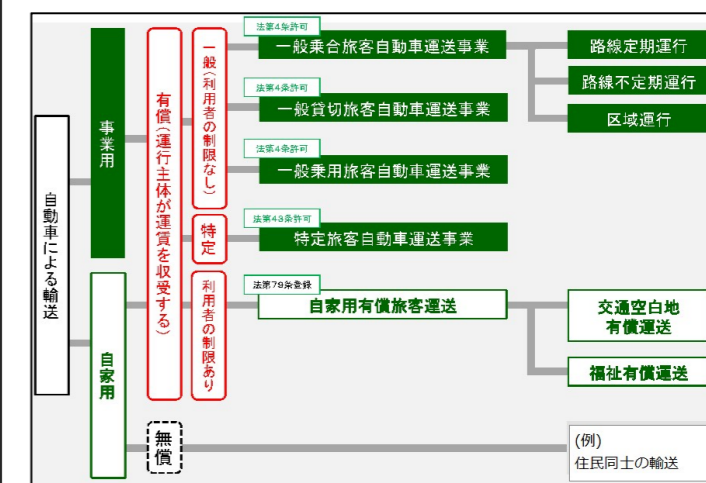 自動車による輸送
事業用
自家用
有償(運行主体が運賃を収受する)
無償
一般(利用者の制限なし)
特定
利用者の制限あり
法第4条許可
一般乗合旅客自動車運送事業
法第4条許可
一般貸切旅客自動車運送事業
法第4条許可
一般乗用旅客自動車運送事業
法第43条許可
特定旅客自動車運送事業
法第79条登録
自家用有償旅客運送
路線定期運行
路線不定期運行
区域運行
交通空白地
有償運送
福祉有償運送
(例)
住民同士の輸送